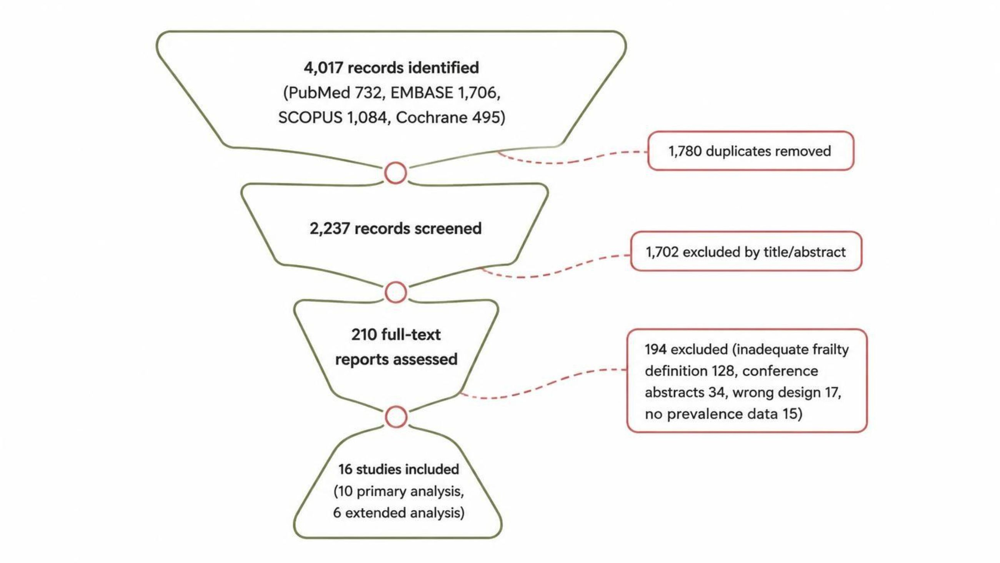 4,017 records identified
(PubMed 732, EMBASE 1,706,
SCOPUS 1,084, Cochrane 495)
1,780 duplicates removed
2,237 records screened
1,702 excluded by title/abstract
210 full-text
reports assessed
194 excluded (inadequate frailty
definition 128, conference
abstracts 34, wrong design 17,
no prevalence data 15)
16 studies included
(10 primary analysis,
6 extended analysis)